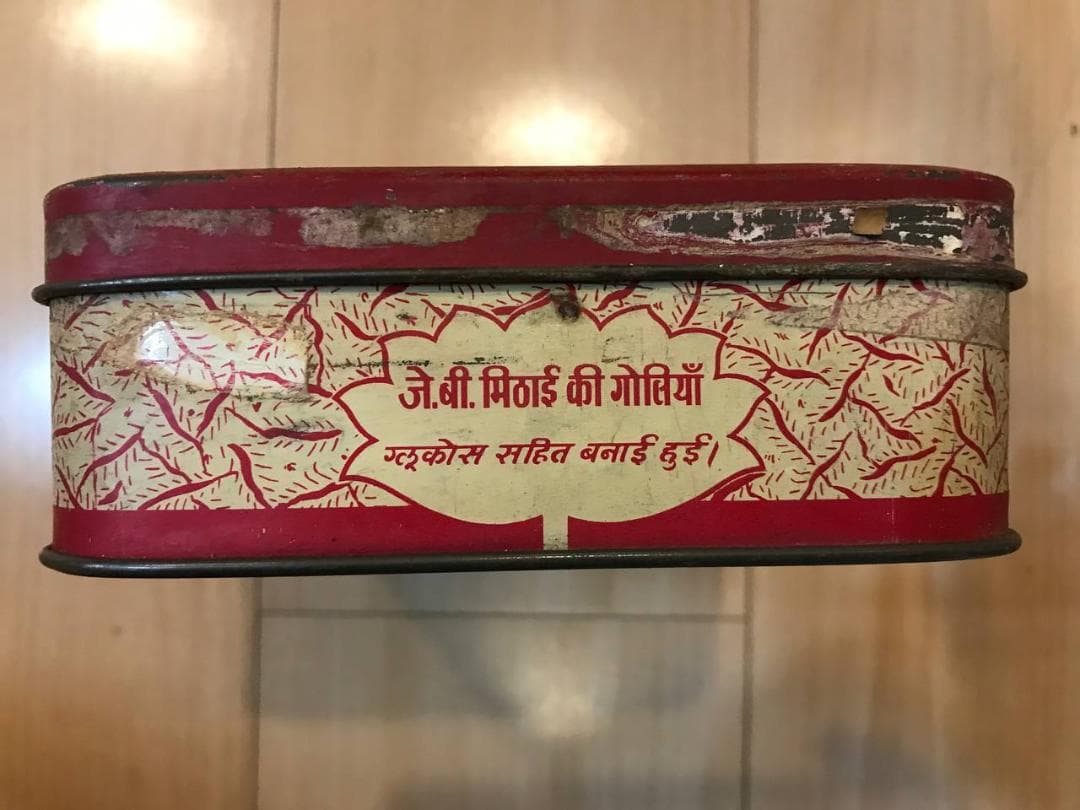 जे.बी. मिठाई की गोलियाँ
ग्लूकोस सहित बनाई हुई।